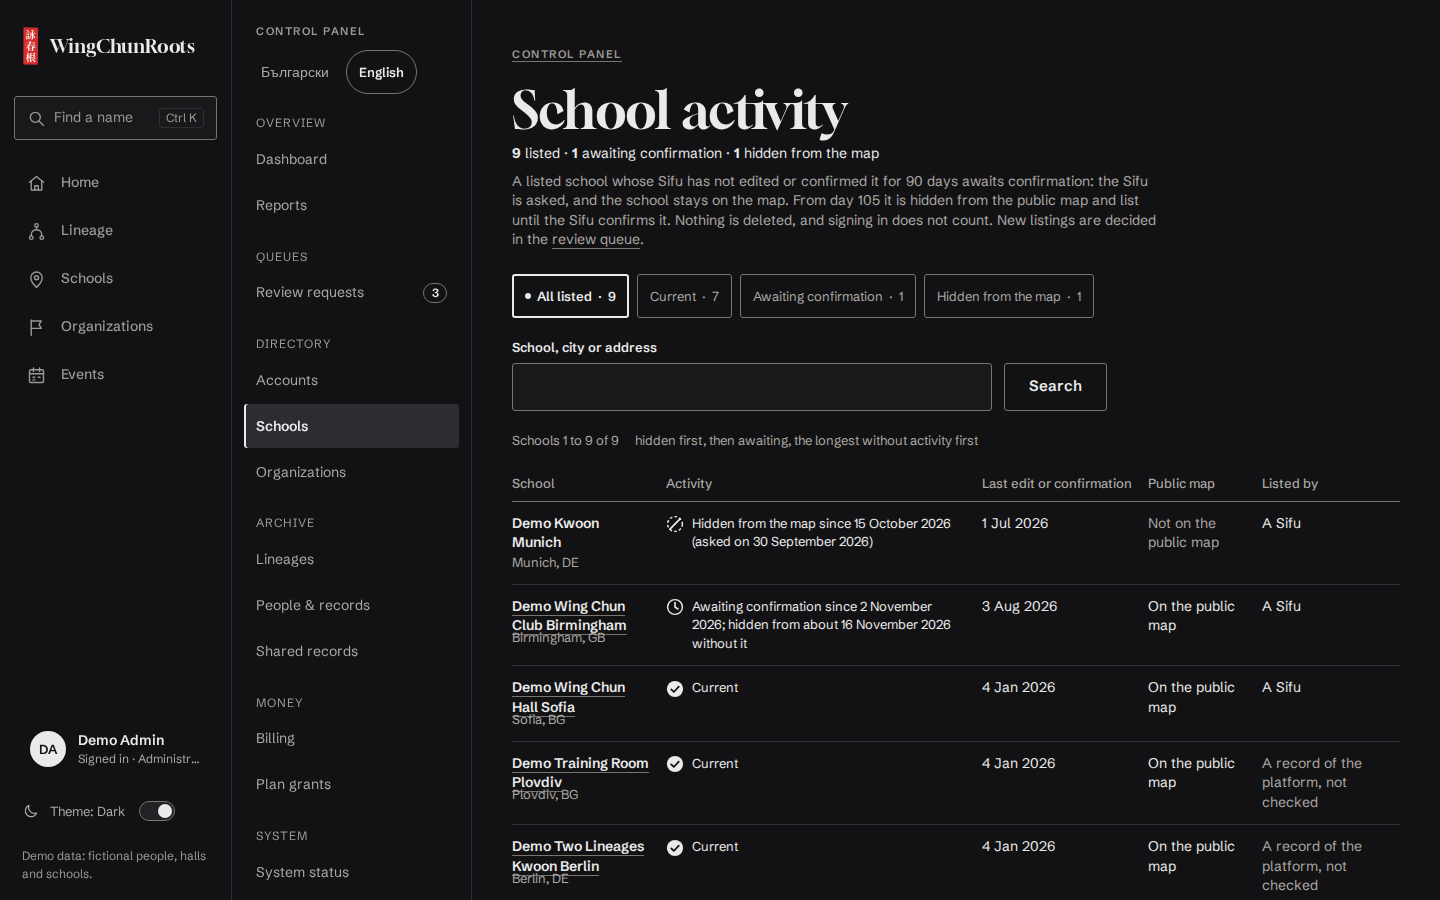 詠春根
WingChunRoots
Find a name
Ctrl K
Home
Lineage
Schools
Organizations
Events
DA
Demo Admin
Signed in · Administr...
Theme: Dark
Demo data: fictional people, halls
and schools.
CONTROL PANEL
Български
English
OVERVIEW
Dashboard
Reports
QUEUES
Review requests
3
DIRECTORY
Accounts
Schools
Organizations
ARCHIVE
Lineages
People & records
Shared records
MONEY
Billing
Plan grants
SYSTEM
System status
CONTROL PANEL
School activity
9 listed · 1 awaiting confirmation · 1 hidden from the map
A listed school whose Sifu has not edited or confirmed it for 90 days awaits confirmation: the Sifu
is asked, and the school stays on the map. From day 105 it is hidden from the public map and list
until the Sifu confirms it. Nothing is deleted, and signing in does not count. New listings are decided
in the review queue.
All listed · 9
Current · 7
Awaiting confirmation · 1
Hidden from the map · 1
School, city or address
Search
Schools 1 to 9 of 9
hidden first, then awaiting, the longest without activity first
School
Activity
Last edit or confirmation
Public map
Listed by
Demo Kwoon
Munich
Munich, DE
Hidden from the map since 15 October 2026
(asked on 30 September 2026)
1 Jul 2026
Not on the
public map
A Sifu
Demo Wing Chun
Club Birmingham
Birmingham, GB
Awaiting confirmation since 2 November
2026; hidden from about 16 November 2026
without it
3 Aug 2026
On the public
map
A Sifu
Demo Wing Chun
Hall Sofia
Sofia, BG
Current
4 Jan 2026
On the public
map
A Sifu
Demo Training Room
Plovdiv
Plovdiv, BG
Current
4 Jan 2026
On the public
map
A record of the
platform, not
checked
Demo Two Lineages
Kwoon Berlin
Berlin, DE
Current
4 Jan 2026
On the public
map
A record of the
platform, not
checked